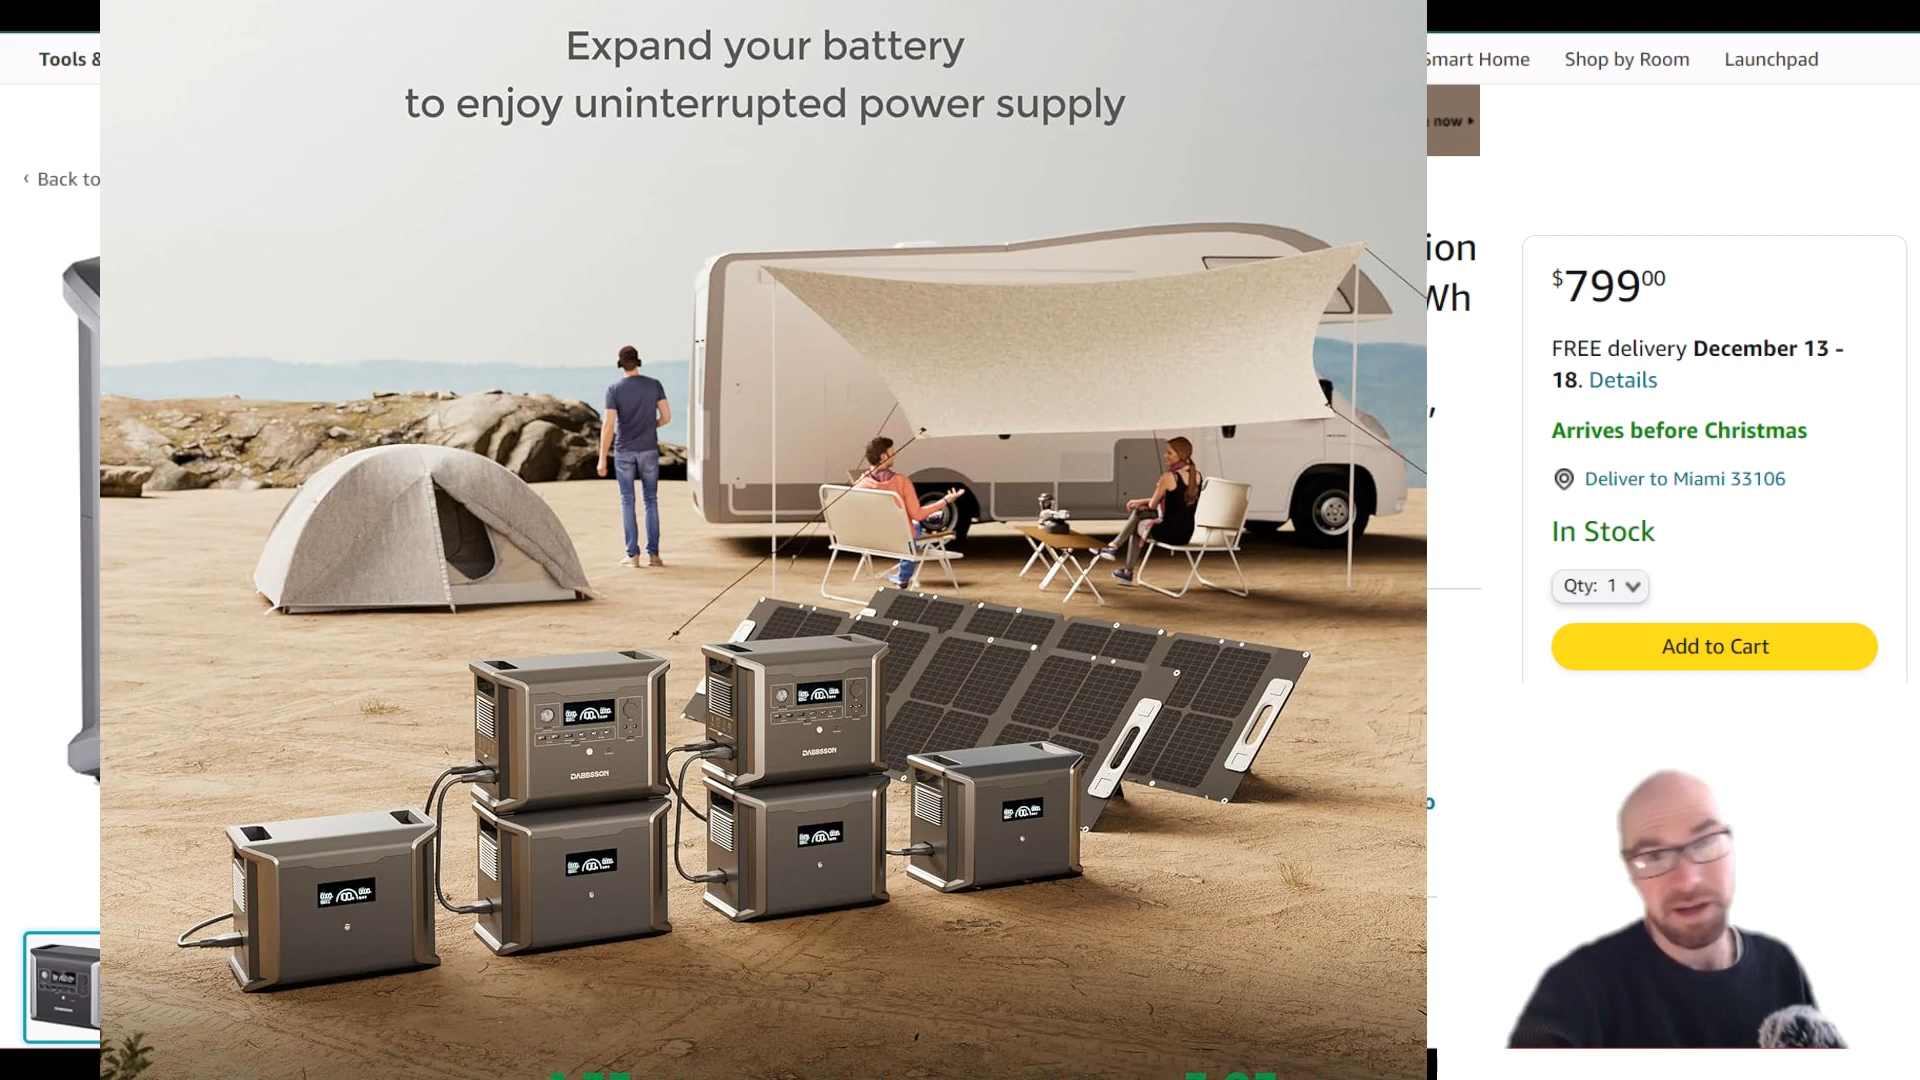 Expand your battery
to enjoy uninterrupted power supply
Tools &
Smart Home
Shop by Room
Launchpad
now
‹ Back to
ion
Wh
$799 00
FREE delivery December 13 -
18. Details
Arrives before Christmas
Deliver to Miami 33106
In Stock
Qty: 1
Add to Cart
DABBSSON
DABBSSON